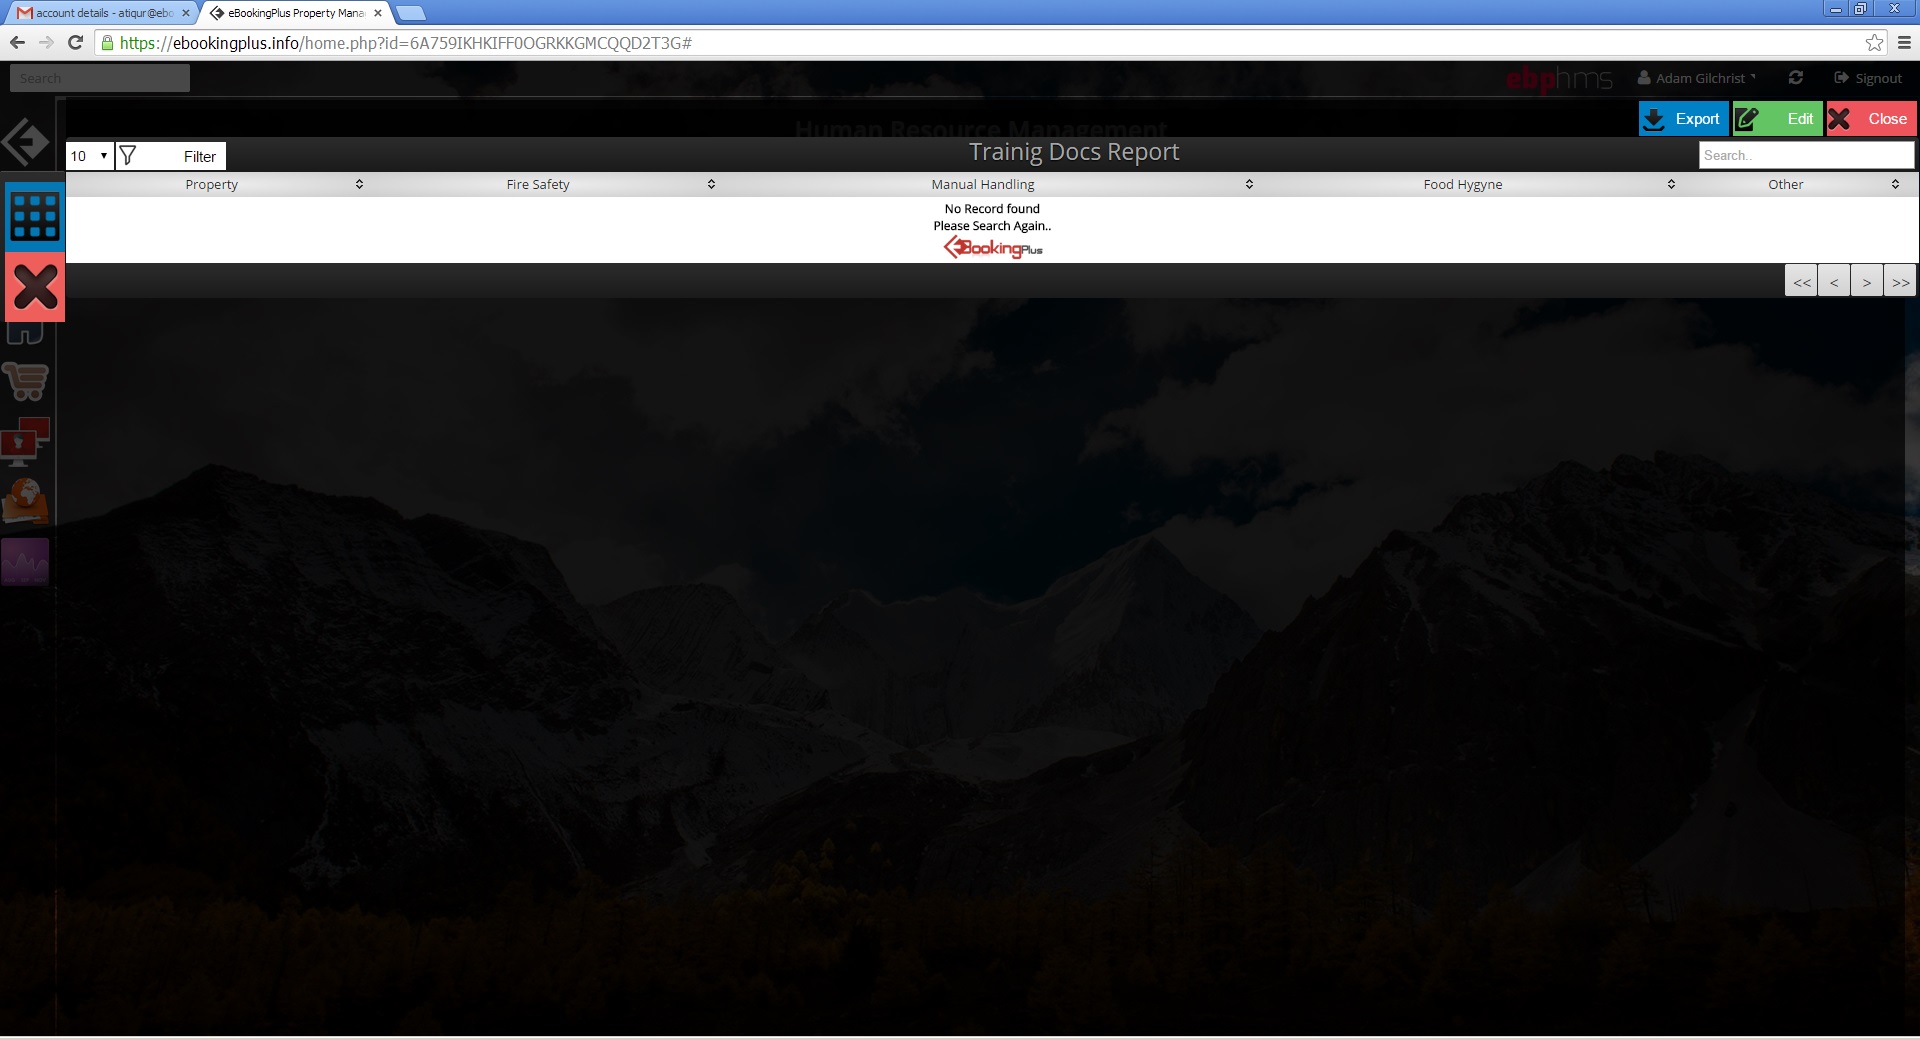 account details - atiqur@ebo
eBookingPlus Property Mana
https://ebookingplus.info/home.php?id=6A759IKHKIFF0OGRKKGMCQQD2T3G#
Search
ebphms
Adam Gilchrist
Signout
Human Resource Management
Export
Edit
Close
10
Filter
Trainig Docs Report
Search..
Property
Fire Safety
Manual Handling
Food Hygyne
Other
No Record found
Please Search Again..
eBookingPlus
<<
<
>
>>